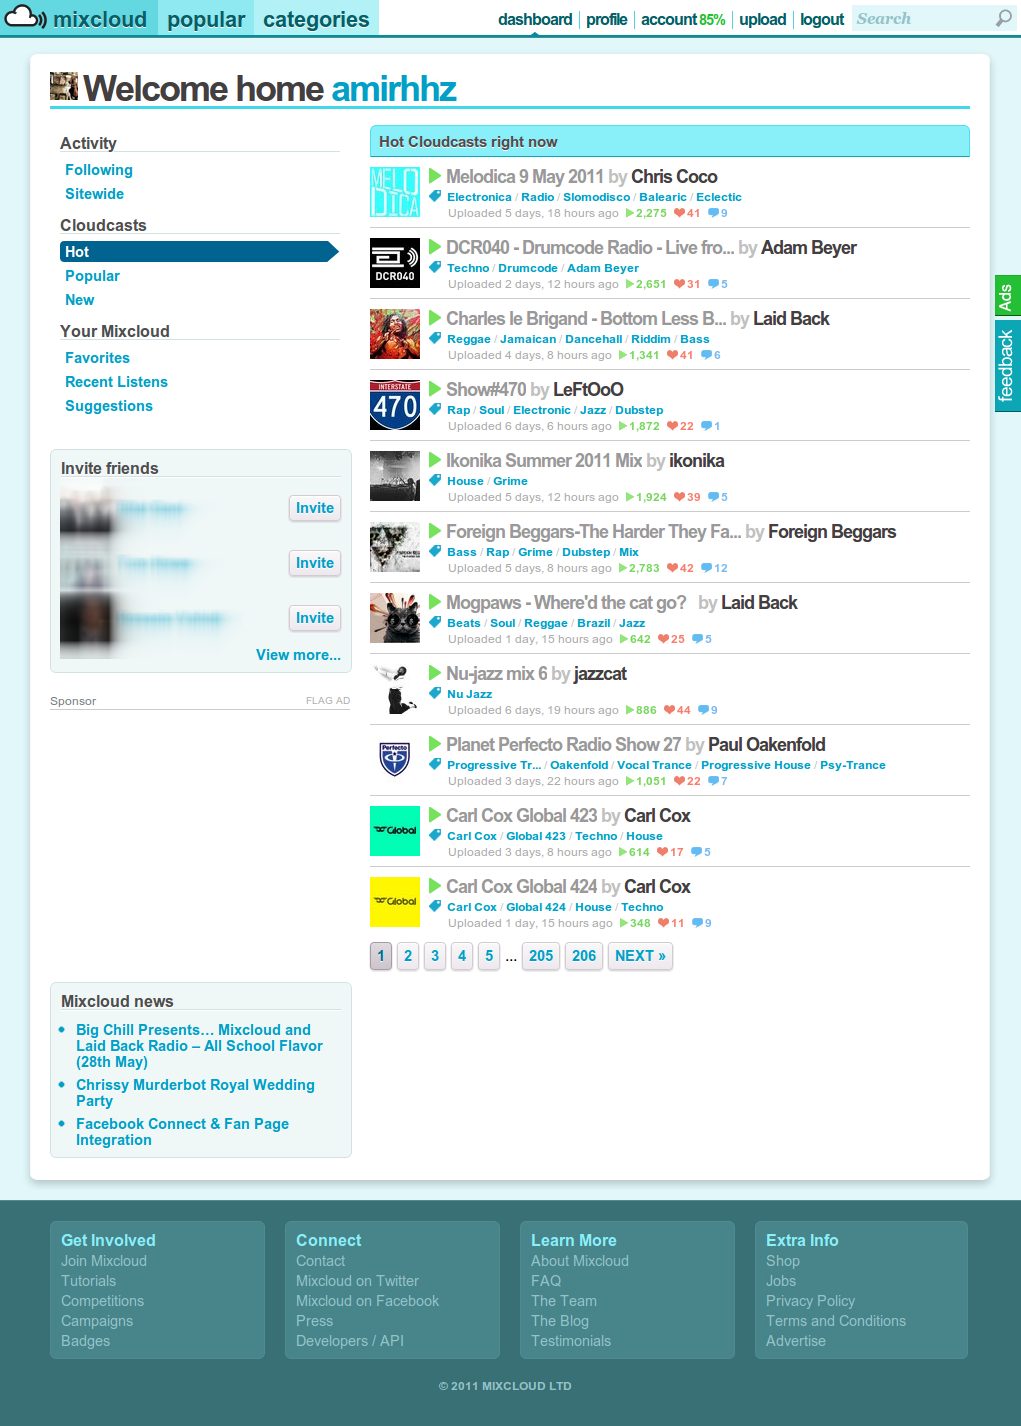 mixcloud popular categories
dashboard profile account 85% upload logout Search
Welcome home amirhhz
Activity
Following
Sitewide
Cloudcasts
Hot
Popular
New
Your Mixcloud
Favorites
Recent Listens
Suggestions
Invite friends
Invite
Invite
Invite
View more...
Sponsor FLAG AD
Mixcloud news
Big Chill Presents… Mixcloud and
Laid Back Radio – All School Flavor
(28th May)
Chrissy Murderbot Royal Wedding
Party
Facebook Connect & Fan Page
Integration
Hot Cloudcasts right now
MELO
DICA
Melodica 9 May 2011 by Chris Coco
Electronica / Radio / Slomodisco / Balearic / Eclectic
Uploaded 5 days, 18 hours ago 2,275 41 9
DCR040
DCR040 - Drumcode Radio - Live fro... by Adam Beyer
Techno / Drumcode / Adam Beyer
Uploaded 2 days, 12 hours ago 2,651 31 5
Charles le Brigand - Bottom Less B... by Laid Back
Reggae / Jamaican / Dancehall / Riddim / Bass
Uploaded 4 days, 8 hours ago 1,341 41 6
INTERSTATE
470
Show#470 by LeFtOoO
Rap / Soul / Electronic / Jazz / Dubstep
Uploaded 6 days, 6 hours ago 1,872 22 1
Ikonika Summer 2011 Mix by ikonika
House / Grime
Uploaded 5 days, 12 hours ago 1,924 39 5
Foreign Beggars-The Harder They Fa... by Foreign Beggars
Bass / Rap / Grime / Dubstep / Mix
Uploaded 5 days, 8 hours ago 2,783 42 12
Mogpaws - Where'd the cat go? by Laid Back
Beats / Soul / Reggae / Brazil / Jazz
Uploaded 1 day, 15 hours ago 642 25 5
Nu-jazz mix 6 by jazzcat
Nu Jazz
Uploaded 6 days, 19 hours ago 886 44 9
Perfecto
Planet Perfecto Radio Show 27 by Paul Oakenfold
Progressive Tr... / Oakenfold / Vocal Trance / Progressive House / Psy-Trance
Uploaded 3 days, 22 hours ago 1,051 22 7
Global
Carl Cox Global 423 by Carl Cox
Carl Cox / Global 423 / Techno / House
Uploaded 3 days, 8 hours ago 614 17 5
Global
Carl Cox Global 424 by Carl Cox
Carl Cox / Global 424 / House / Techno
Uploaded 1 day, 15 hours ago 348 11 9
1 2 3 4 5 ... 205 206 NEXT »
Ads
feedback
Get Involved
Join Mixcloud
Tutorials
Competitions
Campaigns
Badges
Connect
Contact
Mixcloud on Twitter
Mixcloud on Facebook
Press
Developers / API
Learn More
About Mixcloud
FAQ
The Team
The Blog
Testimonials
Extra Info
Shop
Jobs
Privacy Policy
Terms and Conditions
Advertise
© 2011 MIXCLOUD LTD